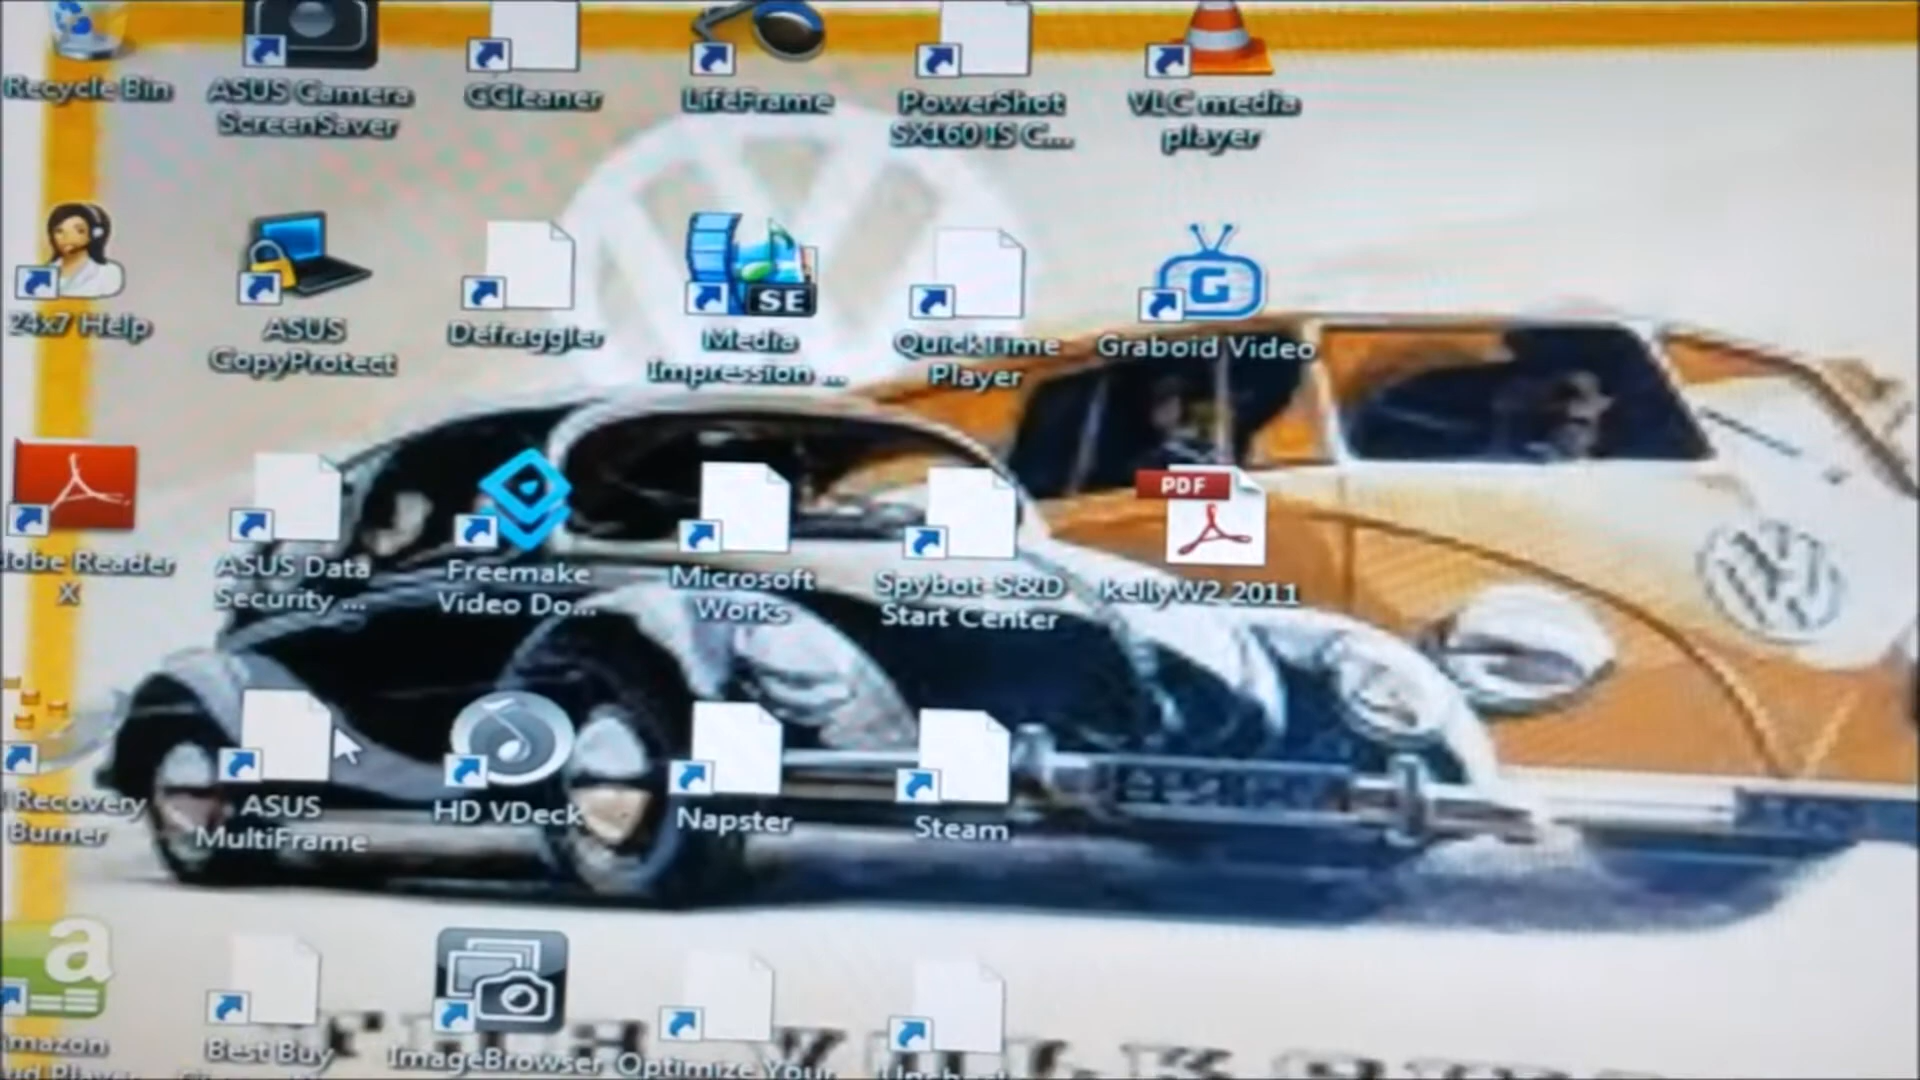 Recycle Bin
ASUS Camera
ScreenSaver
CCleaner
LifeFrame
PowerShot
SX160 IS C...
VLC media
player
24x7 Help
ASUS
CopyProtect
Defraggler
SE
Media
Impression ...
QuickTime
Player
G
Graboid Video
dobe Reader
X
ASUS Data
Security ...
Freemake
Video Do...
Microsoft
Works
Spybot-S&D
Start Center
PDF
kellyW2 2011
I Recovery
Burner
ASUS
MultiFrame
HD VDeck
Napster
Steam
a
mazon
Best Buy
ImageBrowser
Optimize Your